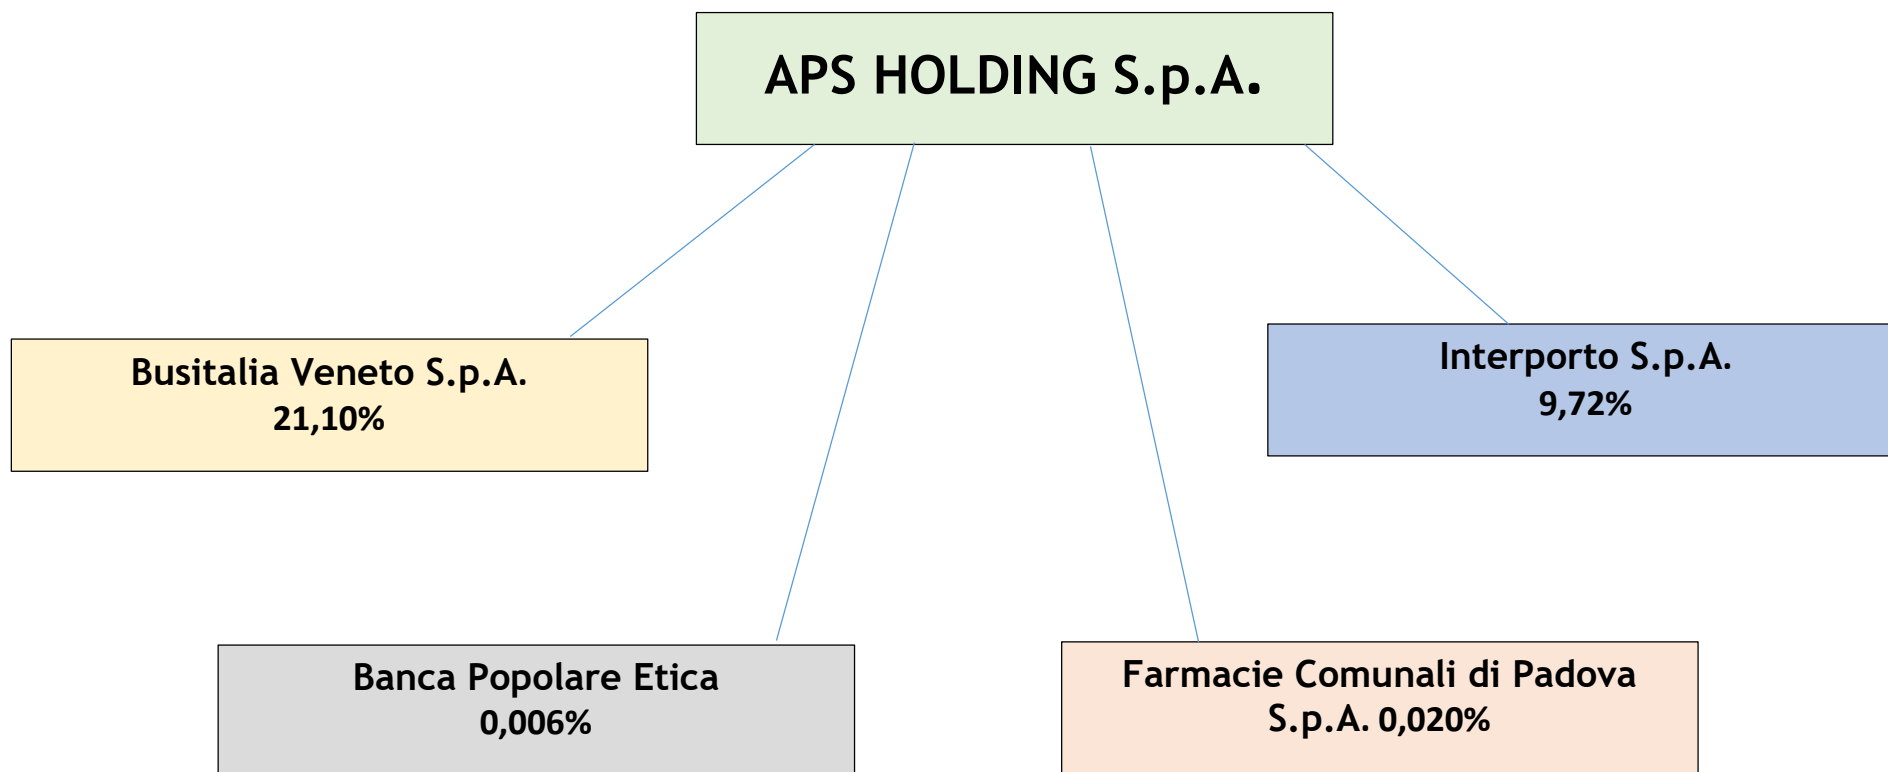 APS HOLDING S.p.A.
Busitalia Veneto S.p.A.
21,10%
Interporto S.p.A.
9,72%
Banca Popolare Etica
0,006%
Farmacie Comunali di Padova
S.p.A. 0,020%